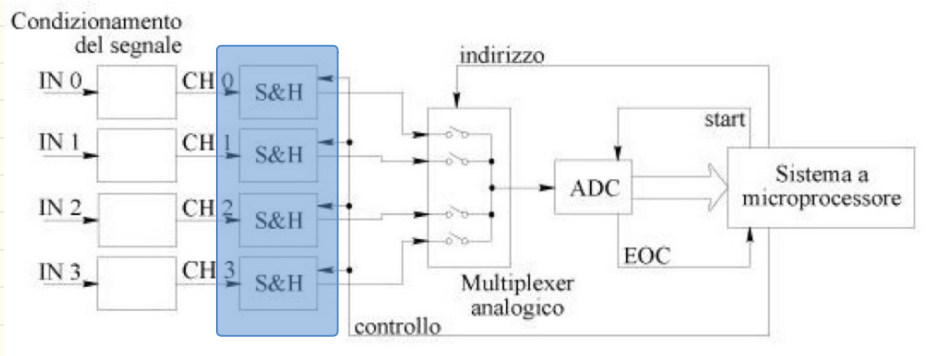 Condizionamento
del segnale
IN 0
CH 0
S&H
IN 1
CH 1
S&H
IN 2
CH 2
S&H
IN 3
CH 3
S&H
indirizzo
Multiplexer
analogico
controllo
ADC
start
EOC
Sistema a
microprocessore